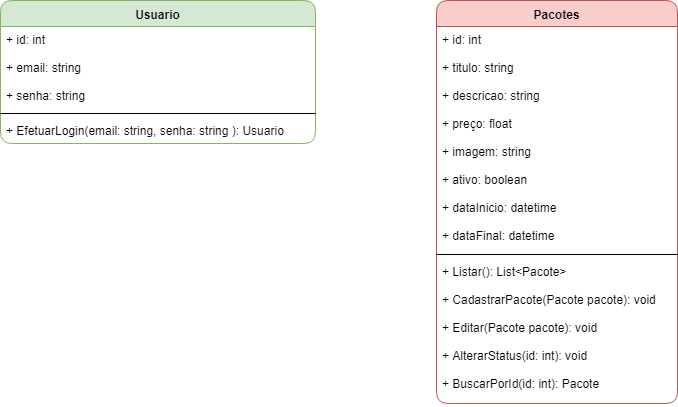 Usuario
+ id: int
+ email: string
+ senha: string
+ EfetuarLogin(email: string, senha: string ): Usuario
Pacotes
+ id: int
+ titulo: string
+ descricao: string
+ preço: float
+ imagem: string
+ ativo: boolean
+ dataInicio: datetime
+ dataFinal: datetime
+ Listar(): List<Pacote>
+ CadastrarPacote(Pacote pacote): void
+ Editar(Pacote pacote): void
+ AlterarStatus(id: int): void
+ BuscarPorId(id: int): Pacote